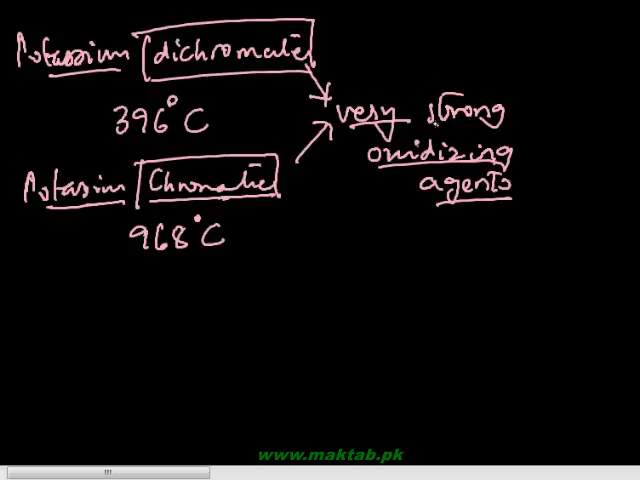 Potassium dichromate
396°C
very strong
oxidizing
agents
Potassium Chromate
968°C
www.maktab.pk